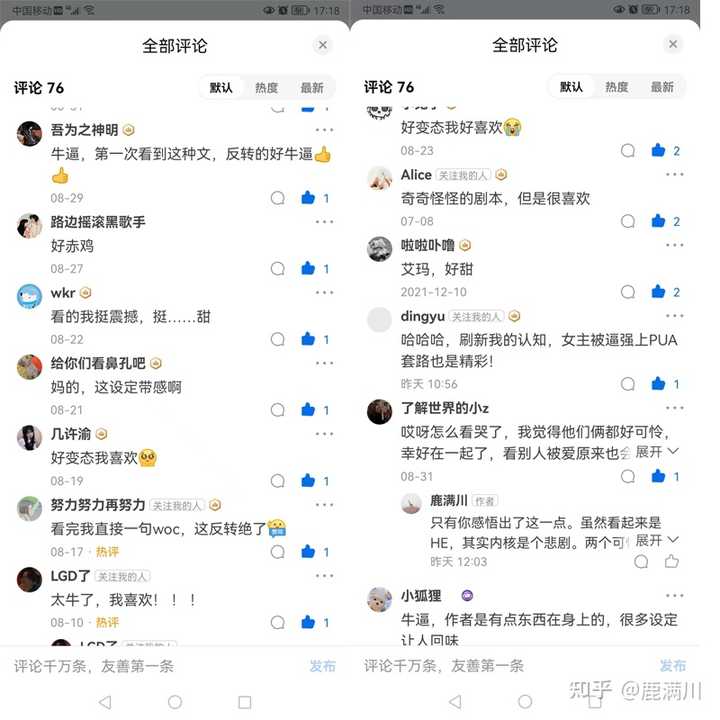 中国移动 17:18
全部评论
评论 76 默认 热度 最新
吾为之神明
牛逼，第一次看到这种文，反转的好牛逼👍
👍
08-29 1
路边摇滚黑歌手
好赤鸡
08-27 1
wkr
看的我挺震撼，挺……甜
08-22 1
给你们看鼻孔吧
妈的，这设定带感啊
08-21 1
几许渝
好变态我喜欢🥺
08-19 1
努力努力再努力 关注我的人
看完我直接一句woc，这反转绝了
08-17 · 热评 1
LGD了 关注我的人
太牛了，我喜欢！！！
08-10 · 热评 1
LGD了
评论千万条，友善第一条 发布
中国移动 17:18
全部评论
评论 76 默认 热度 最新
好变态我好喜欢😭
08-23 2
Alice 关注我的人
奇奇怪怪的剧本，但是很喜欢
07-08 2
啦啦卟噜
艾玛，好甜
2021-12-10 2
dingyu 关注我的人
哈哈哈，刷新我的认知，女主被逼强上PUA
套路也是精彩！
昨天 10:56 1
了解世界的小z
哎呀怎么看哭了，我觉得他们俩都好可怜，
幸好在一起了，看别人被爱原来也 展开
08-31 1
鹿满川 作者
只有你感悟出了这一点。虽然看起来是
HE，其实内核是个悲剧。两个可 展开
昨天 12:03
小狐狸
牛逼，作者是有点东西在身上的，很多设定
让人回味
评论千万条，友善第一条 发布
知乎 @鹿满川